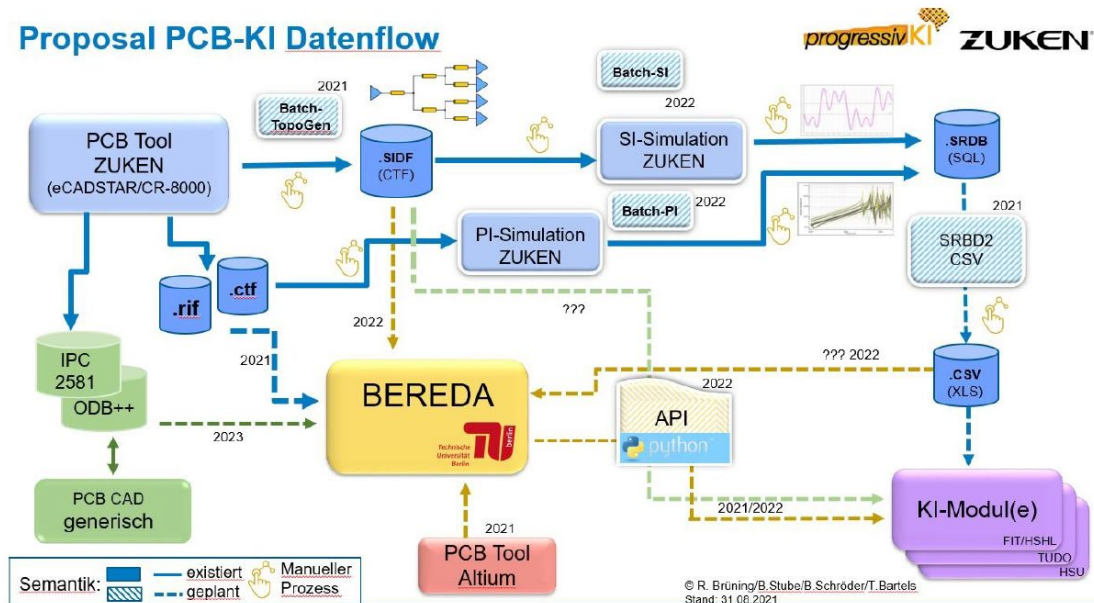 Proposal PCB-KI Datenflow
progressivKI
ZUKEN®
2021
Batch-
TopoGen
Batch-SI
2022
PCB Tool
ZUKEN
(eCADSTAR/CR-8000)
.SIDF
(CTF)
SI-Simulation
ZUKEN
.SRDB
(SQL)
2022
Batch-PI
2021
PI-Simulation
ZUKEN
SRBD2
CSV
.rif
.ctf
???
2022
IPC
2581
ODB++
2021
??? 2022
.CSV
(XLS)
BEREDA
Technische
Universität
Berlin
berlin
2022
API
python
2023
PCB CAD
generisch
2021
PCB Tool
Altium
2021/2022
KI-Modul(e)
FIT/HSHL
TUDO
HSU
Semantik:
existiert
geplant
Manueller
Prozess
© R. Brüning/B.Stube/B.Schröder/T.Bartels
Stand: 31.08.2021